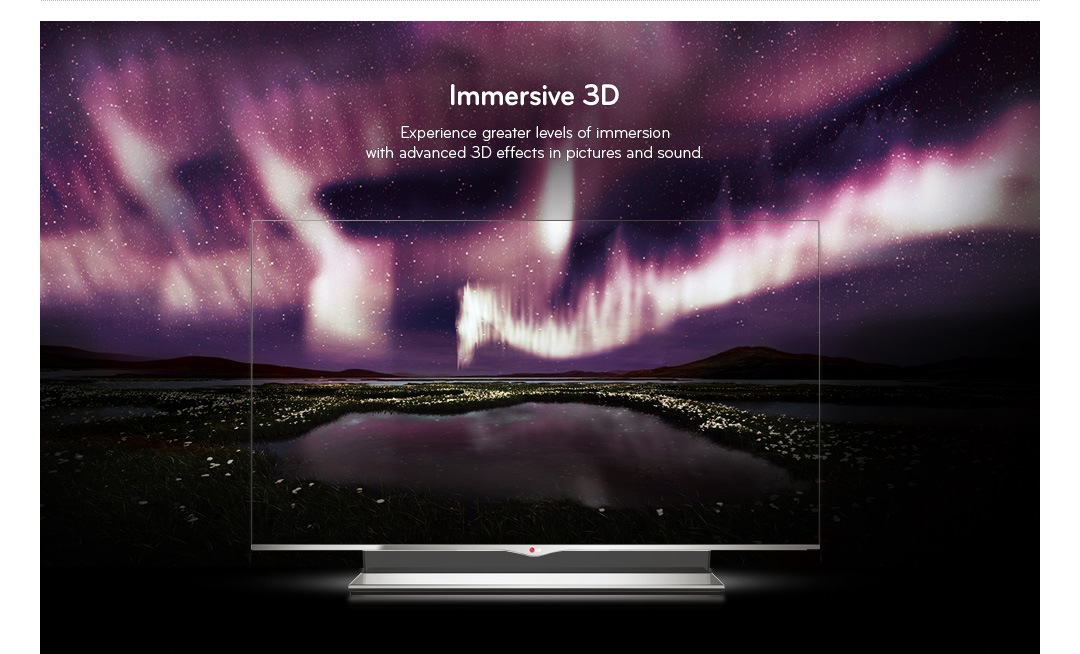 Immersive 3D
Experience greater levels of immersion
with advanced 3D effects in pictures and sound.